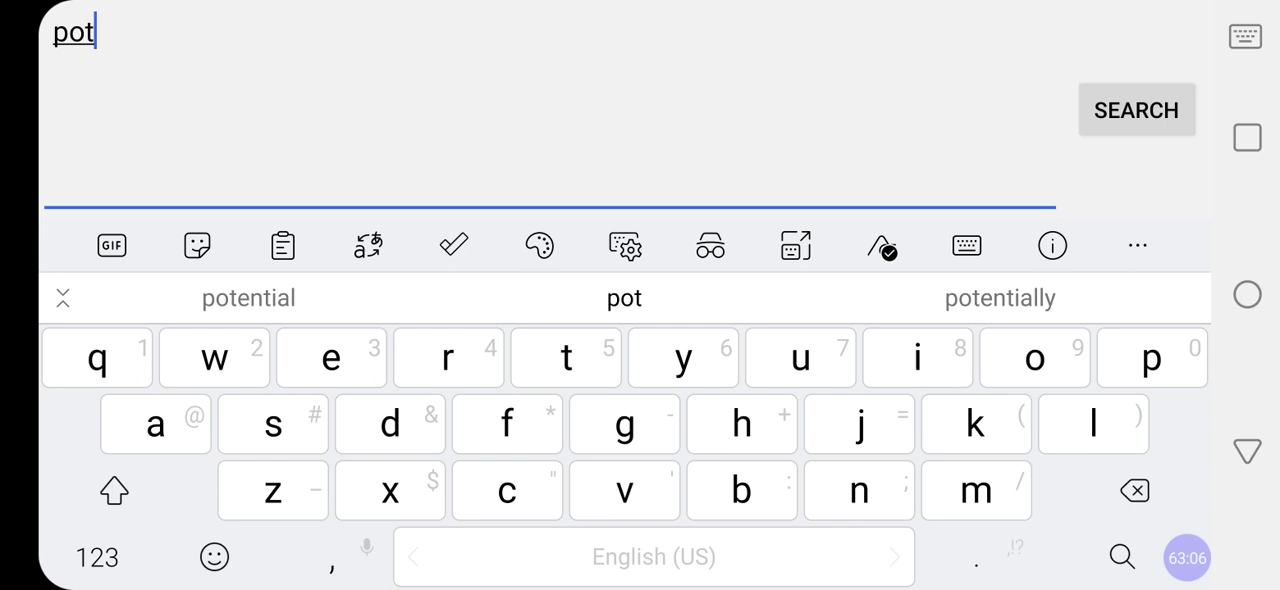 pot
SEARCH
GIF
potential pot potentially
q 1 w 2 e 3 r 4 t 5 y 6 u 7 i 8 o 9 p 0
a @ s # d & f * g - h + j = k ( l )
z _ x $ c " v ' b : n ; m /
123 , English (US) . ,!? 63:06